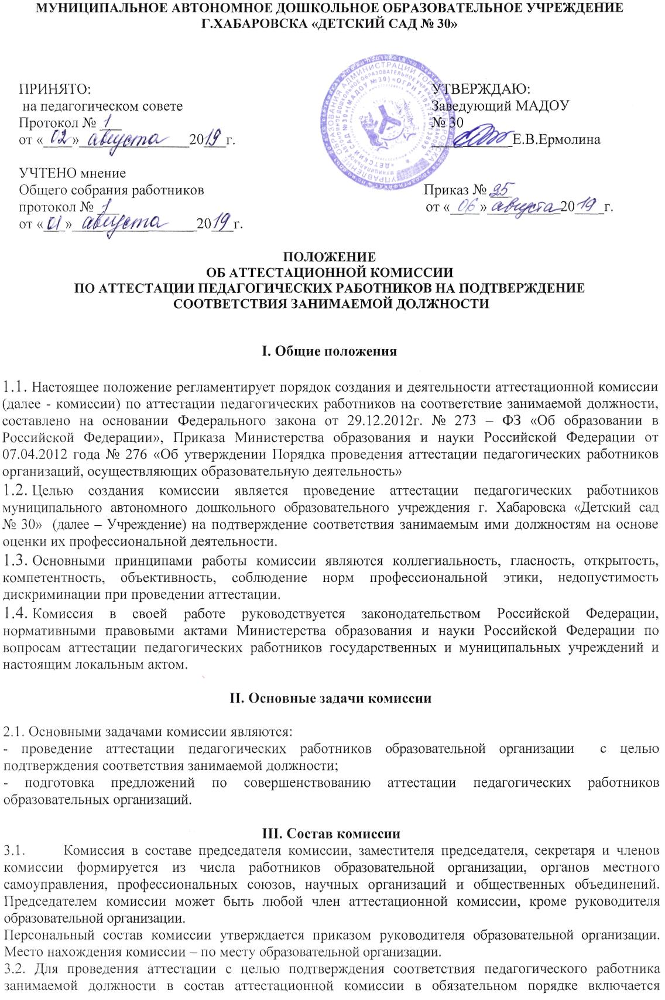 МУНИЦИПАЛЬНОЕ АВТОНОМНОЕ ДОШКОЛЬНОЕ ОБРАЗОВАТЕЛЬНОЕ УЧРЕЖДЕНИЕ
Г.ХАБАРОВСКА «ДЕТСКИЙ САД № 30»
ПРИНЯТО:
на педагогическом совете
Протокол № 1
от « 02 » августа 20 19 г.
УТВЕРЖДАЮ:
Заведующий МАДОУ
№ 30
Е.В.Ермолина
УЧТЕНО мнение
Общего собрания работников
протокол № 1
от « 01 » августа 20 19 г.
Приказ № 25
от « 06 » августа 20 19 г.
ПОЛОЖЕНИЕ
ОБ АТТЕСТАЦИОННОЙ КОМИССИИ
ПО АТТЕСТАЦИИ ПЕДАГОГИЧЕСКИХ РАБОТНИКОВ НА ПОДТВЕРЖДЕНИЕ
СООТВЕТСТВИЯ ЗАНИМАЕМОЙ ДОЛЖНОСТИ
I. Общие положения
1.1. Настоящее положение регламентирует порядок создания и деятельности аттестационной комиссии
(далее - комиссии) по аттестации педагогических работников на соответствие занимаемой должности,
составлено на основании Федерального закона от 29.12.2012г. № 273 – ФЗ «Об образовании в
Российской Федерации», Приказа Министерства образования и науки Российской Федерации от
07.04.2012 года № 276 «Об утверждении Порядка проведения аттестации педагогических работников
организаций, осуществляющих образовательную деятельность»
1.2. Целью создания комиссии является проведение аттестации педагогических работников
муниципального автономного дошкольного образовательного учреждения г. Хабаровска «Детский сад
№ 30» (далее – Учреждение) на подтверждение соответствия занимаемым ими должностям на основе
оценки их профессиональной деятельности.
1.3. Основными принципами работы комиссии являются коллегиальность, гласность, открытость,
компетентность, объективность, соблюдение норм профессиональной этики, недопустимость
дискриминации при проведении аттестации.
1.4. Комиссия в своей работе руководствуется законодательством Российской Федерации,
нормативными правовыми актами Министерства образования и науки Российской Федерации по
вопросам аттестации педагогических работников государственных и муниципальных учреждений и
настоящим локальным актом.
II. Основные задачи комиссии
2.1. Основными задачами комиссии являются:
- проведение аттестации педагогических работников образовательной организации с целью
подтверждения соответствия занимаемой должности;
- подготовка предложений по совершенствованию аттестации педагогических работников
образовательных организаций.
III. Состав комиссии
3.1. Комиссия в составе председателя комиссии, заместителя председателя, секретаря и членов
комиссии формируется из числа работников образовательной организации, органов местного
самоуправления, профессиональных союзов, научных организаций и общественных объединений.
Председателем комиссии может быть любой член аттестационной комиссии, кроме руководителя
образовательной организации.
Персональный состав комиссии утверждается приказом руководителя образовательной организации.
Место нахождения комиссии – по месту образовательной организации.
3.2. Для проведения аттестации с целью подтверждения соответствия педагогического работника
занимаемой должности в состав аттестационной комиссии в обязательном порядке включается